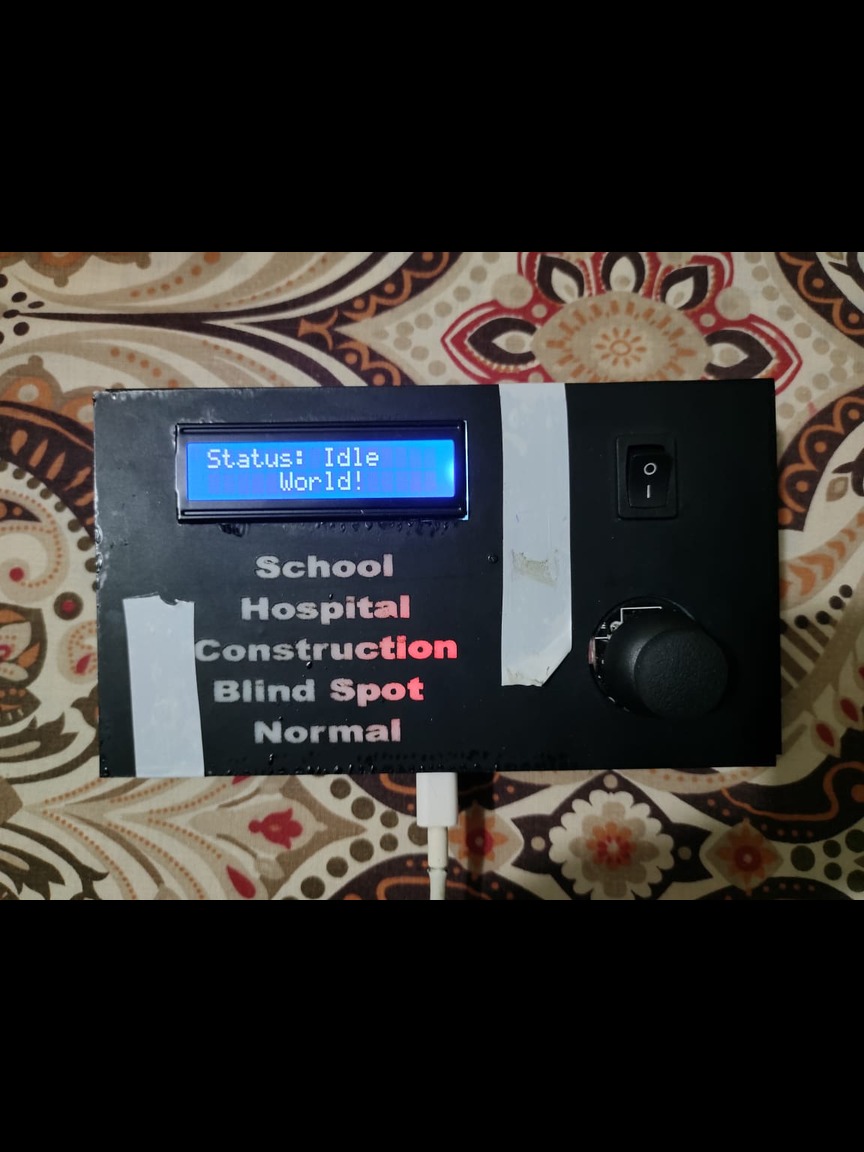 Status: Idle
World!
School
Hospital
Construction
Blind Spot
Normal